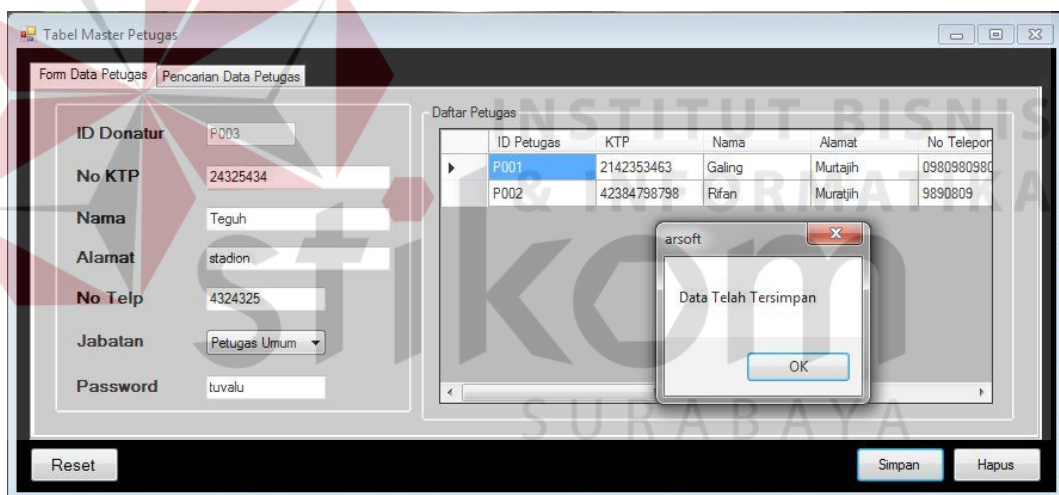 Tabel Master Petugas
Form Data Petugas
Pencarian Data Petugas
ID Donatur
P003
No KTP
24325434
Nama
Teguh
Alamat
stadion
No Telp
4324325
Jabatan
Petugas Umum
Password
tuvalu
Daftar Petugas
ID Petugas KTP Nama Alamat No Telepon
P001 2142353463 Galing Murtajih 0980980980
P002 42384798798 Rifan Muratjih 9890809
arsoft
Data Telah Tersimpan
OK
Reset
Simpan
Hapus
INSTITUT BISNIS
& INFORMATIKA
stikom
SURABAYA